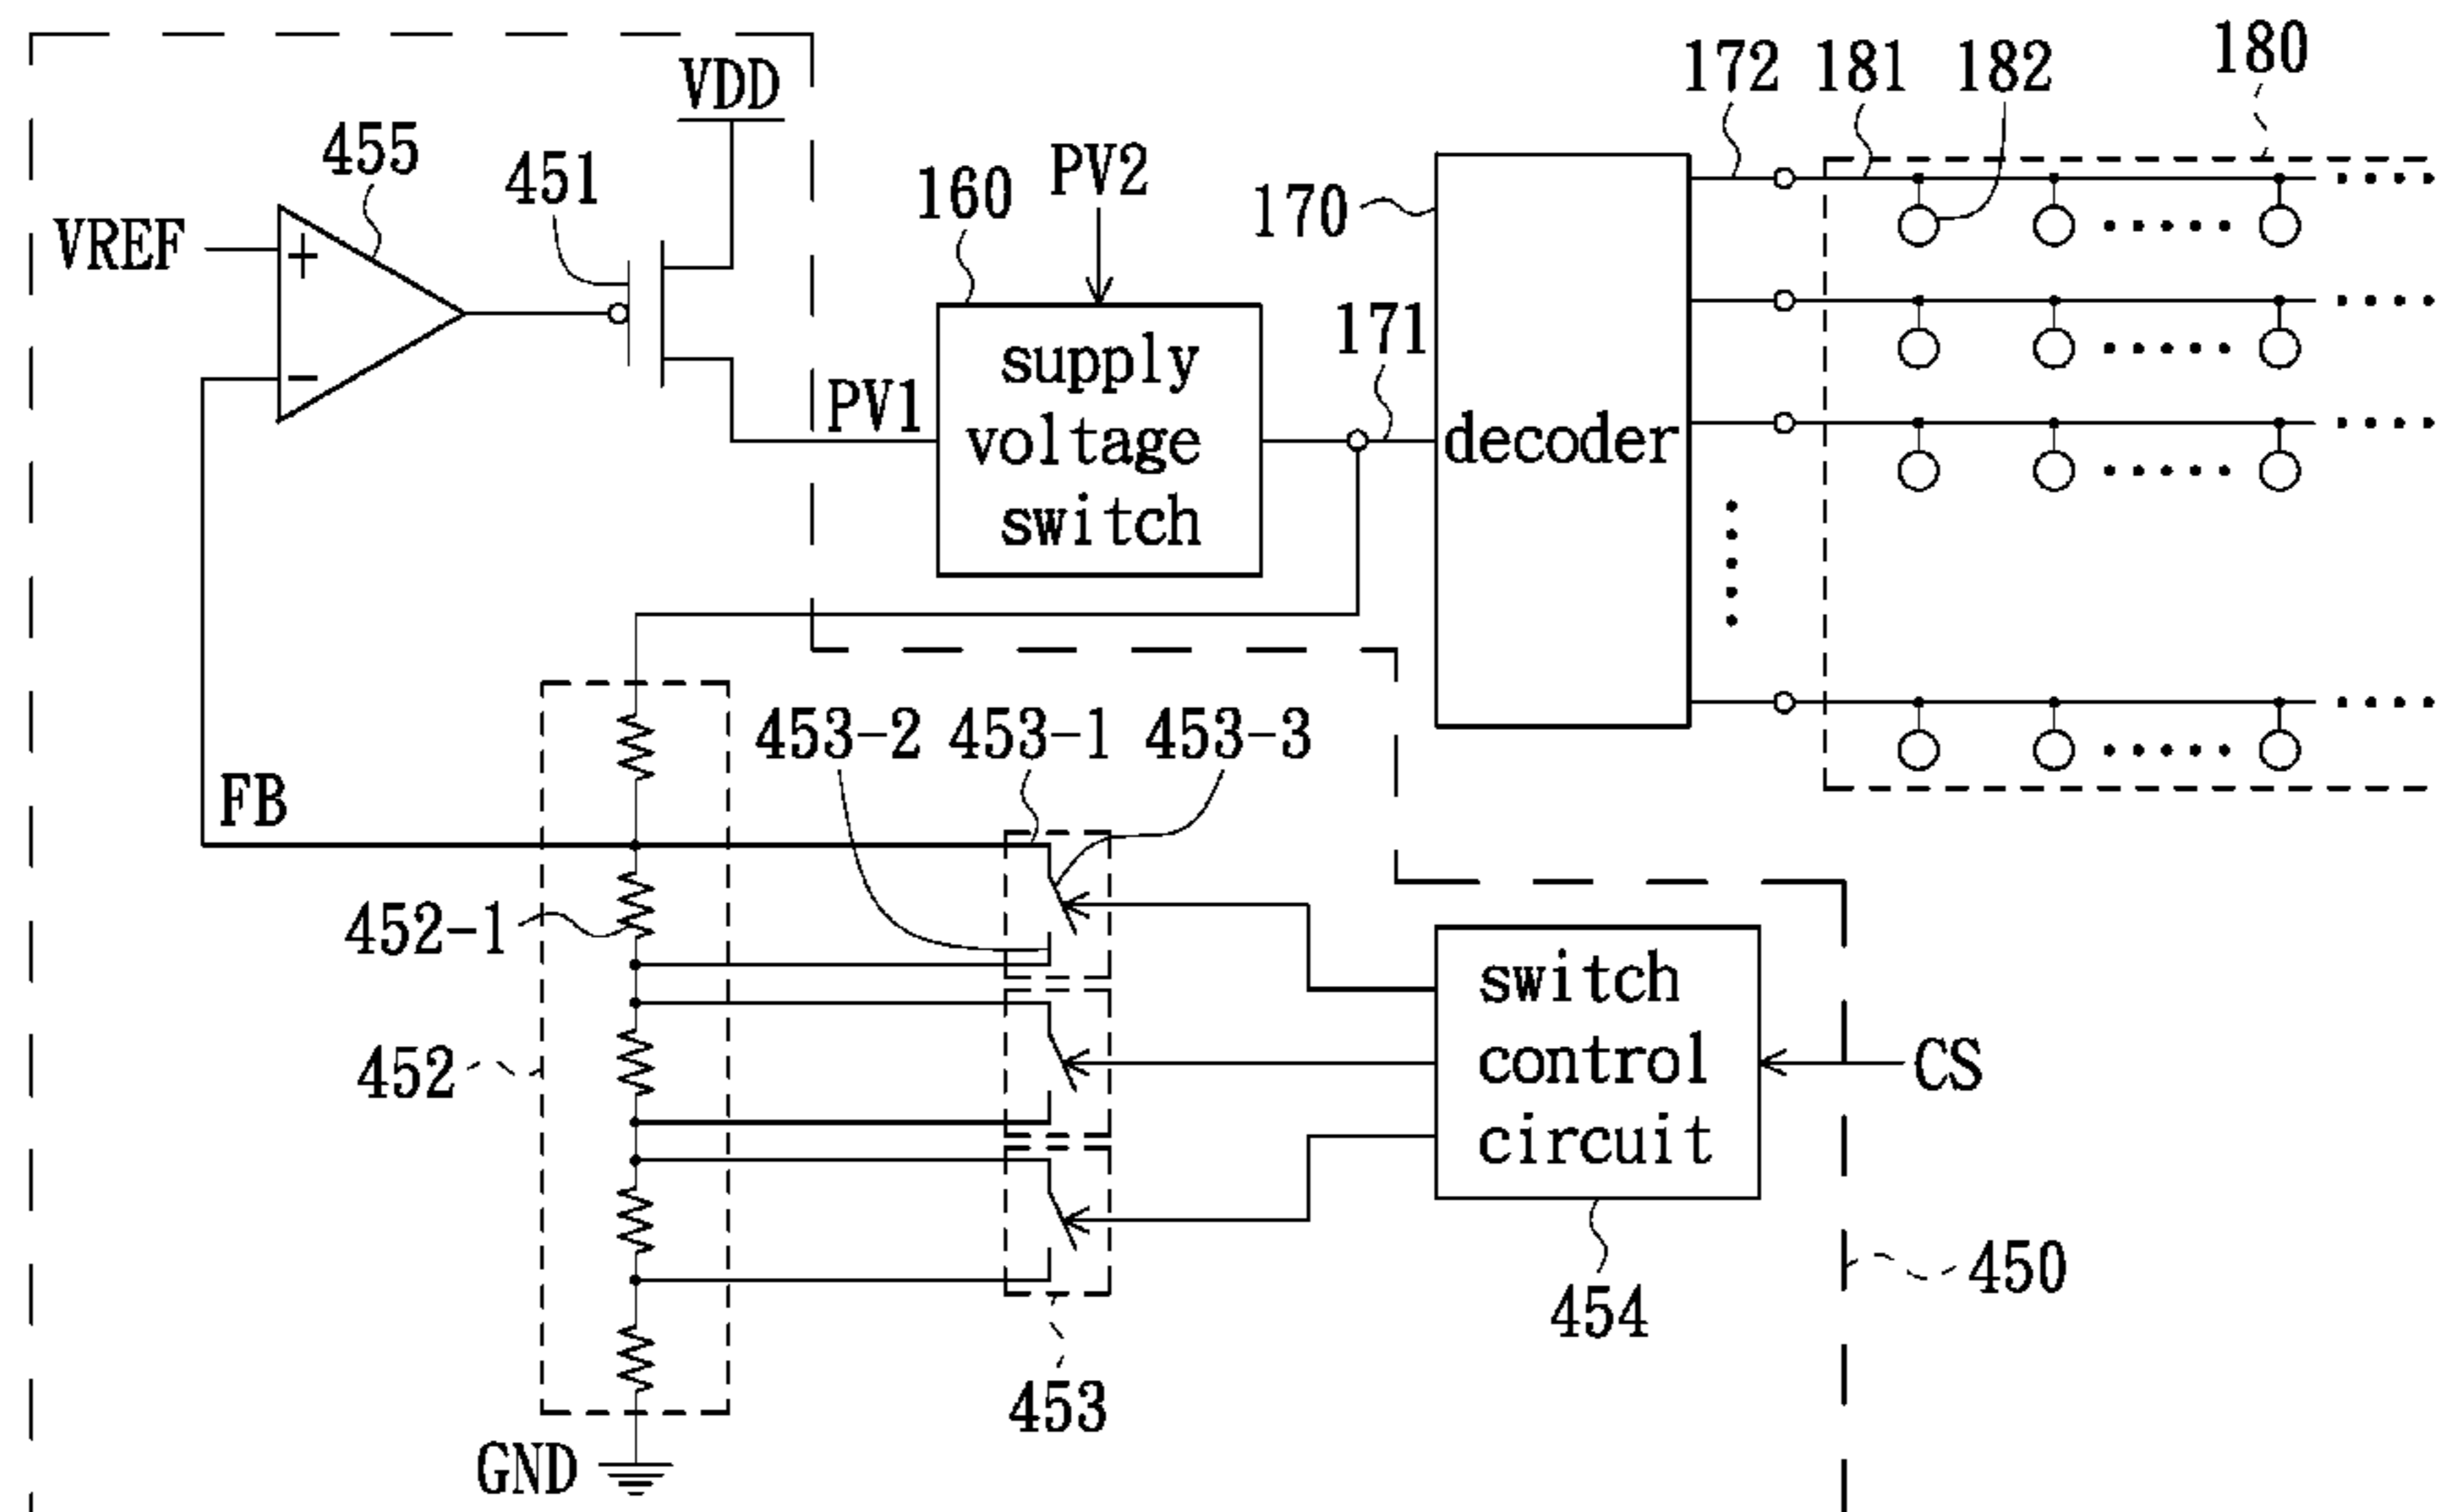 180
172
181
182
VDD
455
451
160
PV2
170
VREF
+
171
supply
voltage
switch
−
PV1
decoder
453-2
453-1
453-3
FB
452-1
switch
control
circuit
452
CS
450
454
453
GND